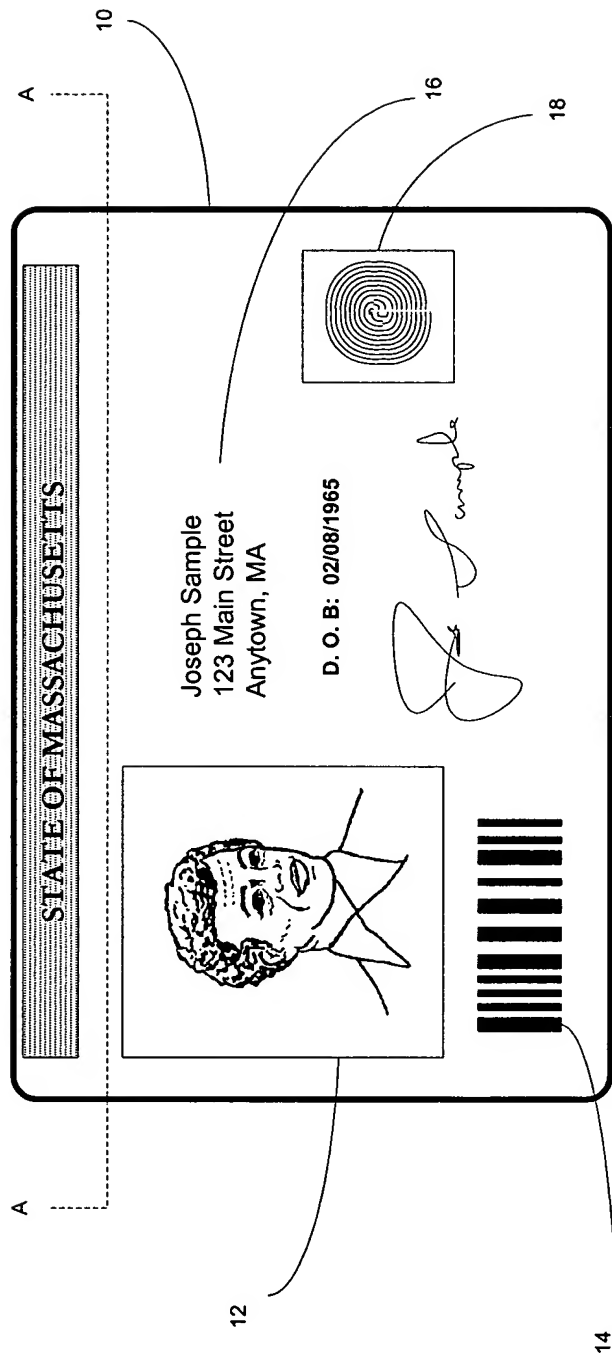 A
A
10
STATE OF MASSACHUSETTS
Joseph Sample
123 Main Street
Anytown, MA
D. O. B: 02/08/1965
12
14
16
18